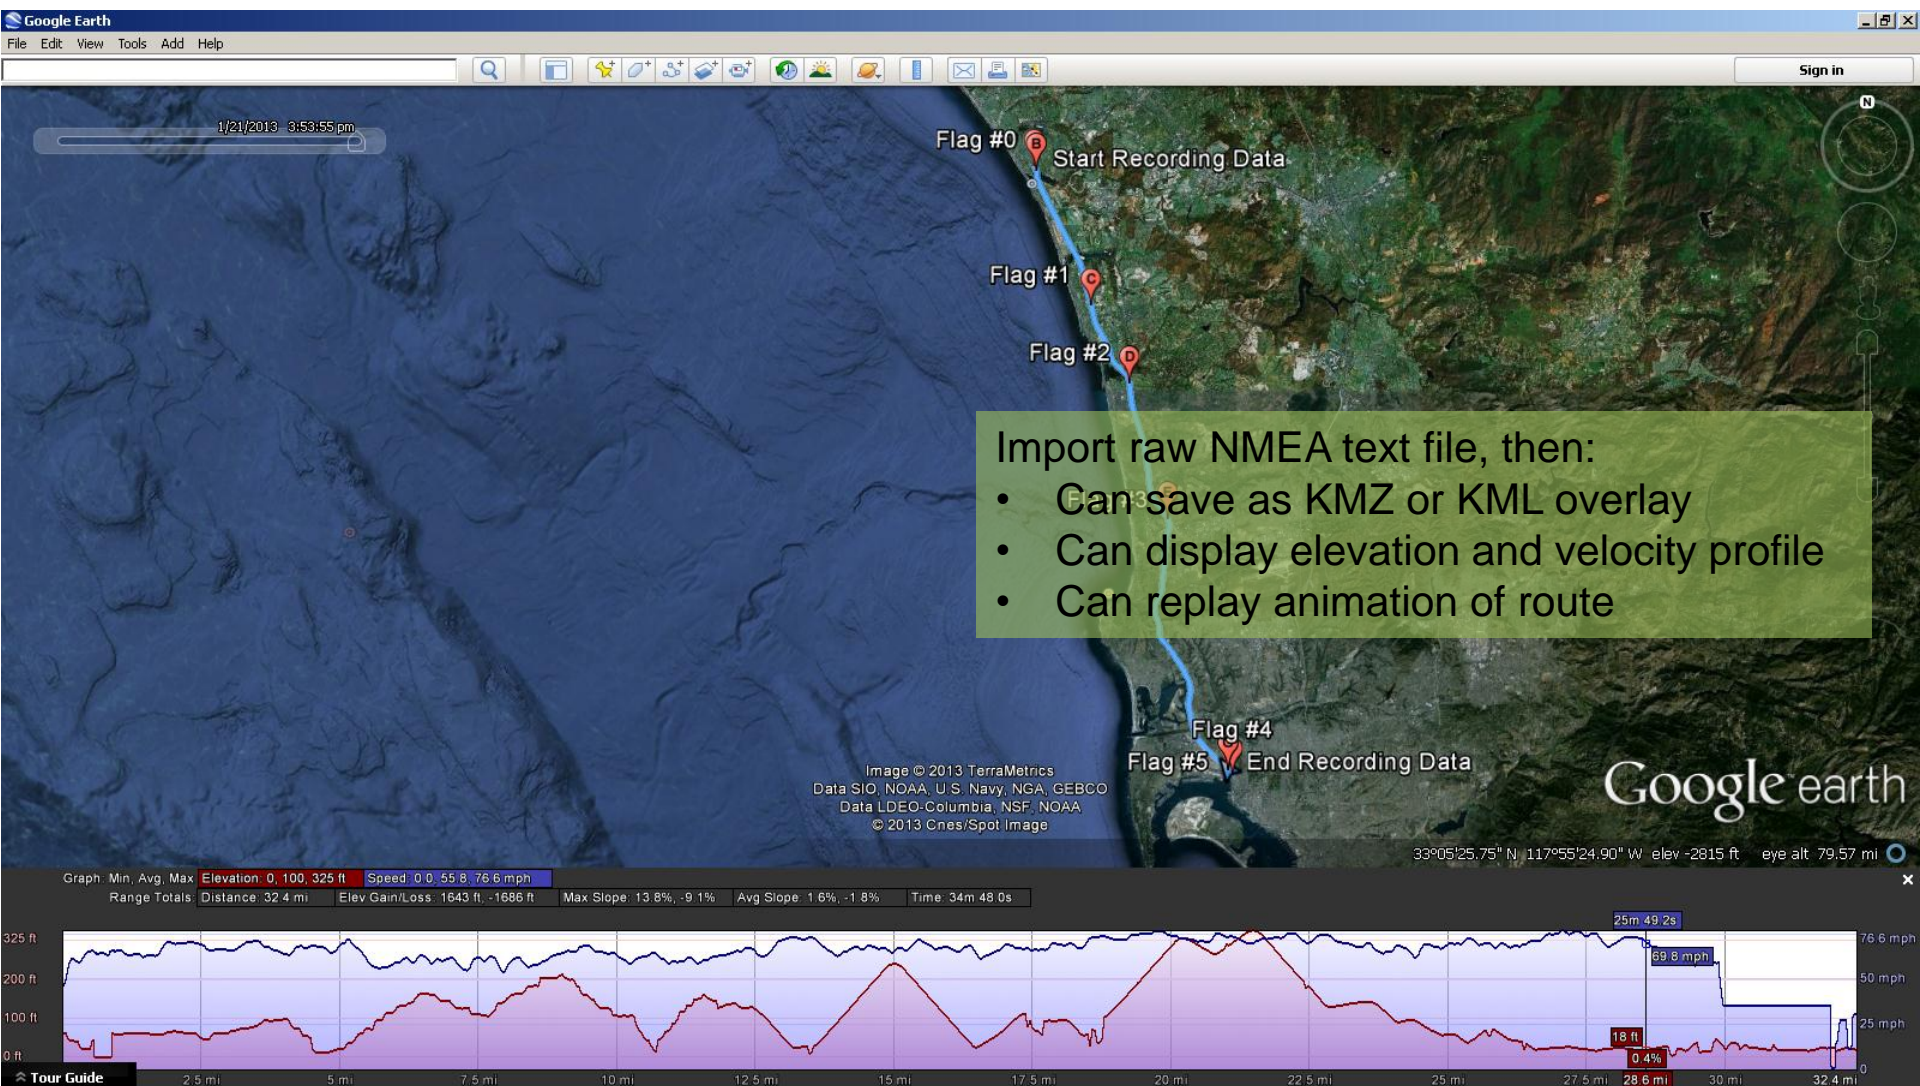 Google Earth
File Edit View Tools Add Help
Sign in
1/21/2013 3:53:55 pm
N
Flag #0
B
Start Recording Data
Flag #1
C
Flag #2
D
Import raw NMEA text file, then:
• Can save as KMZ or KML overlay
Flag #3
E
• Can display elevation and velocity profile
• Can replay animation of route
Flag #4
Flag #5
End Recording Data
Image © 2013 TerraMetrics
Data SIO, NOAA, U.S. Navy, NGA, GEBCO
Data LDEO-Columbia, NSF, NOAA
© 2013 Cnes/Spot Image
Google earth
33°05'25.75" N 117°55'24.90" W elev -2815 ft eye alt 79.57 mi
Graph: Min, Avg, Max Elevation: 0, 100, 325 ft Speed: 0.0, 55.8, 76.6 mph
Range Totals: Distance: 32.4 mi Elev Gain/Loss: 1643 ft, -1686 ft Max Slope: 13.8%, -9.1% Avg Slope: 1.6%, -1.8% Time: 34m 48.0s
25m 49.2s
325 ft
76.6 mph
69.8 mph
200 ft
50 mph
100 ft
25 mph
18 ft
0 ft
0.4%
0
Tour Guide
2.5 mi 5 mi 7.5 mi 10 mi 12.5 mi 15 mi 17.5 mi 20 mi 22.5 mi 25 mi 27.5 mi 28.6 mi 30 mi 32.4 mi